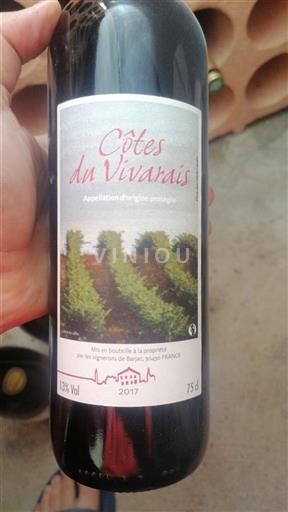 Côtes
du Vivarais
Appellation d'origine protégée
VINIOU
Mis en bouteille à la propriété
par les vignerons de Barjac, 30430 FRANCE
13% Vol
75 cl
2017